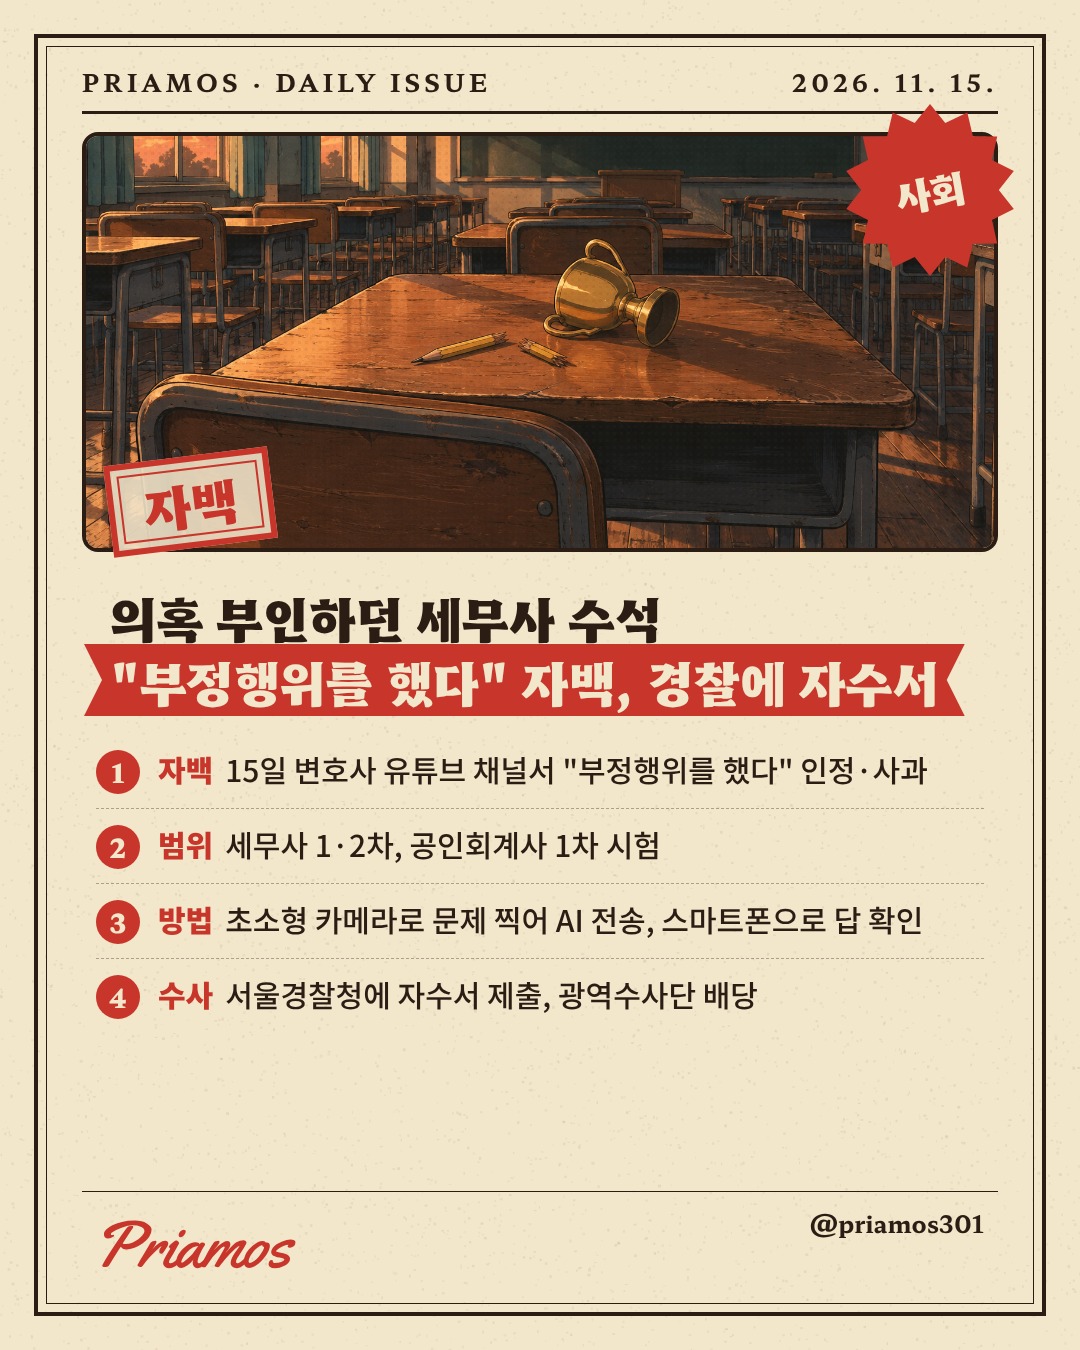 PRIAMOS · DAILY ISSUE
2026. 11. 15.
사회
자백
의혹 부인하던 세무사 수석
"부정행위를 했다" 자백, 경찰에 자수서
1 자백 15일 변호사 유튜브 채널서 "부정행위를 했다" 인정·사과
2 범위 세무사 1·2차, 공인회계사 1차 시험
3 방법 초소형 카메라로 문제 찍어 AI 전송, 스마트폰으로 답 확인
4 수사 서울경찰청에 자수서 제출, 광역수사단 배당
Priamos
@priamos301